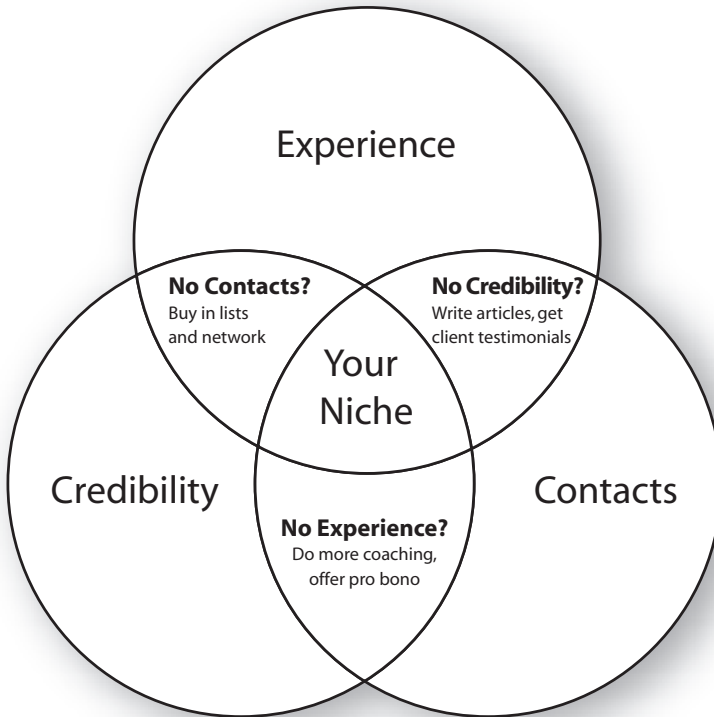 Experience
No Contacts?
Buy in lists
and network
No Credibility?
Write articles, get
client testimonials
Your
Niche
Credibility
Contacts
No Experience?
Do more coaching,
offer pro bono